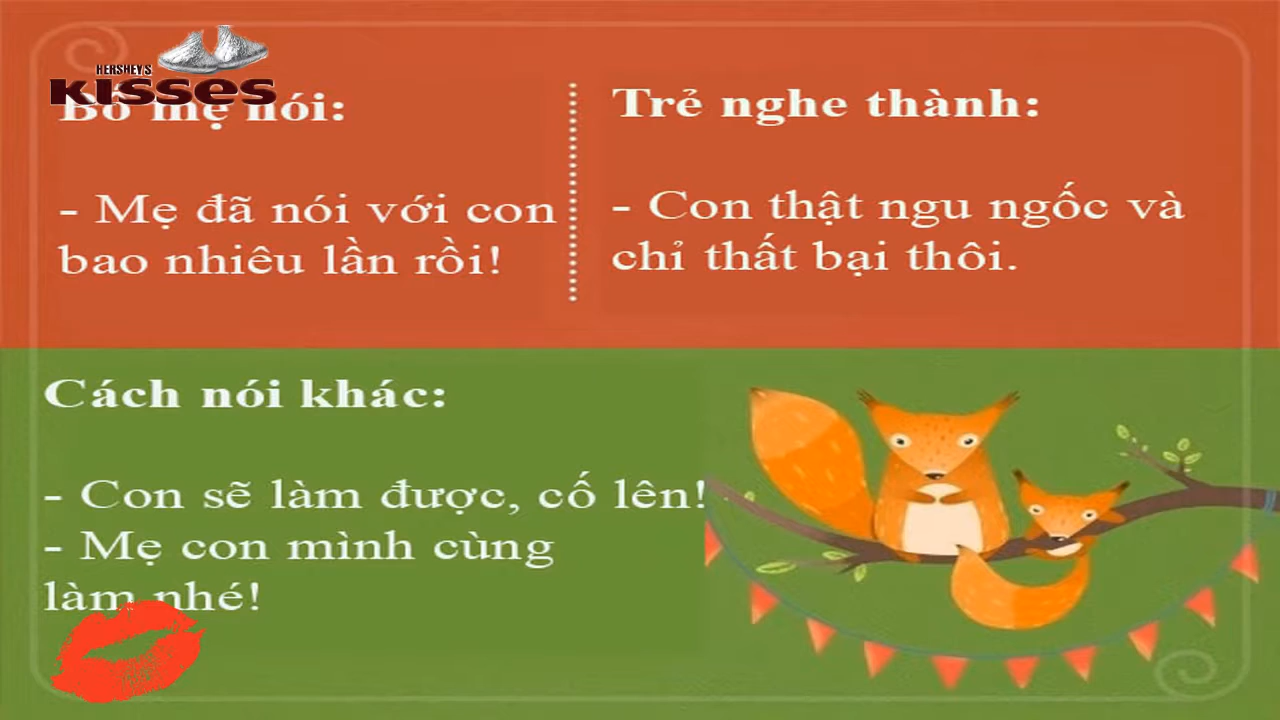 HERSHEY'S
KISSES
Bố mẹ nói:
- Mẹ đã nói với con
bao nhiêu lần rồi!
Trẻ nghe thành:
- Con thật ngu ngốc và
chỉ thất bại thôi.
Cách nói khác:
- Con sẽ làm được, cố lên!
- Mẹ con mình cùng
làm nhé!